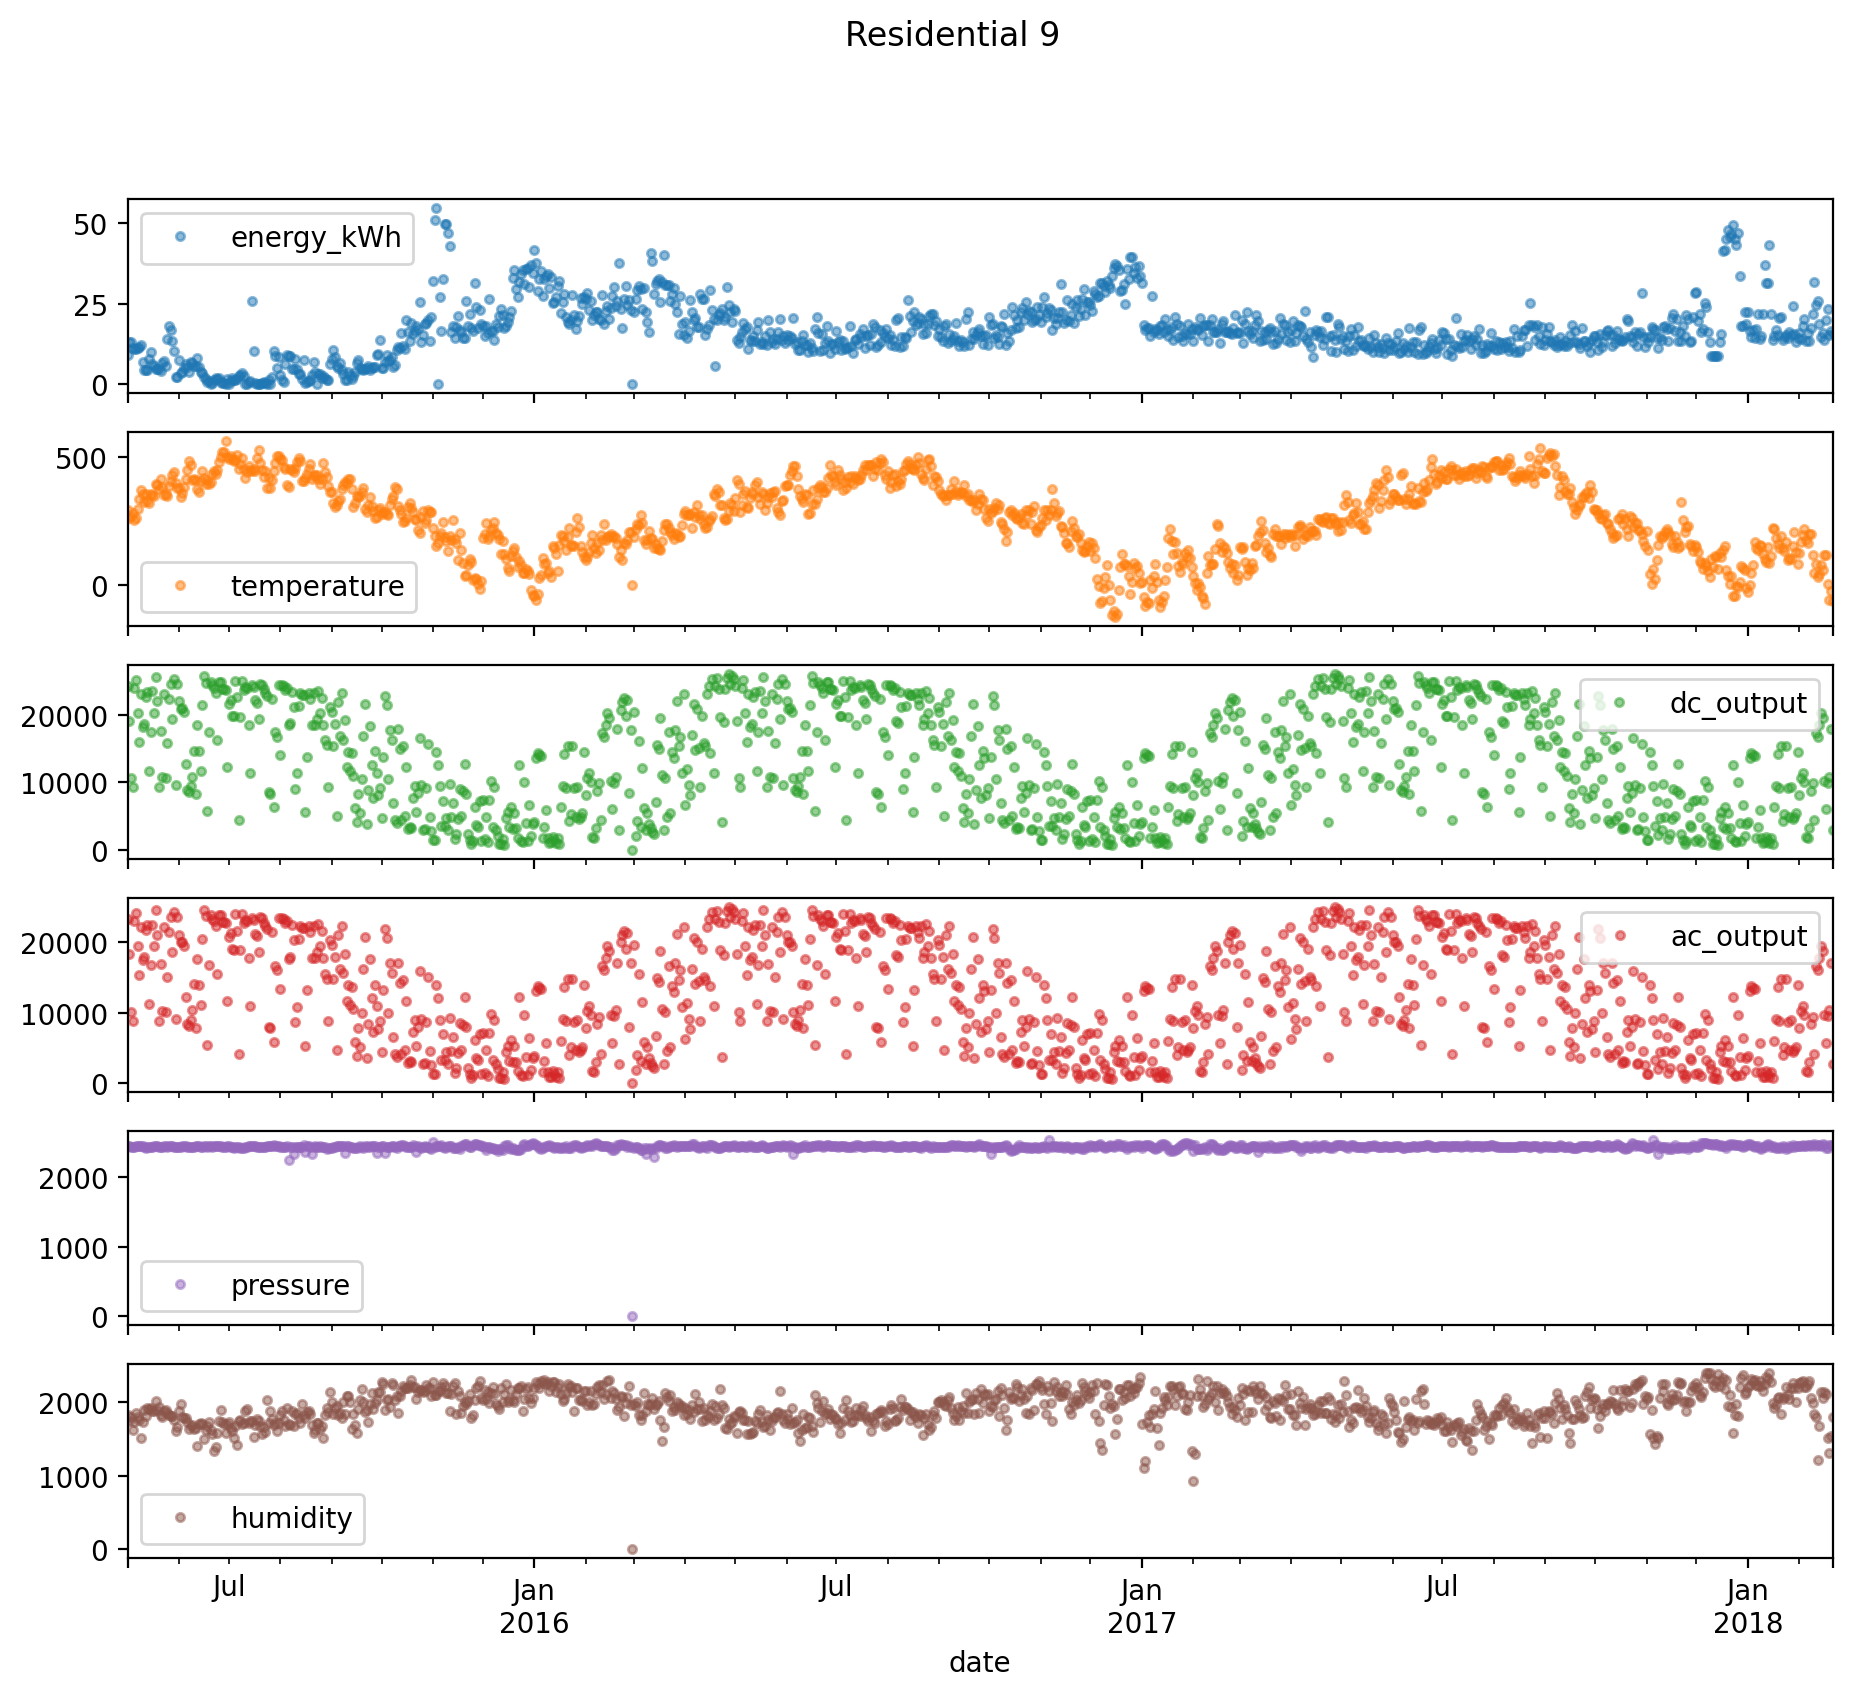 Residential 9
50
25
0
energy_kWh
500
0
temperature
20000
10000
0
dc_output
20000
10000
0
ac_output
2000
1000
0
pressure
2000
1000
0
humidity
Jul Jan Jul Jan Jul Jan
2016 2017 2018
date